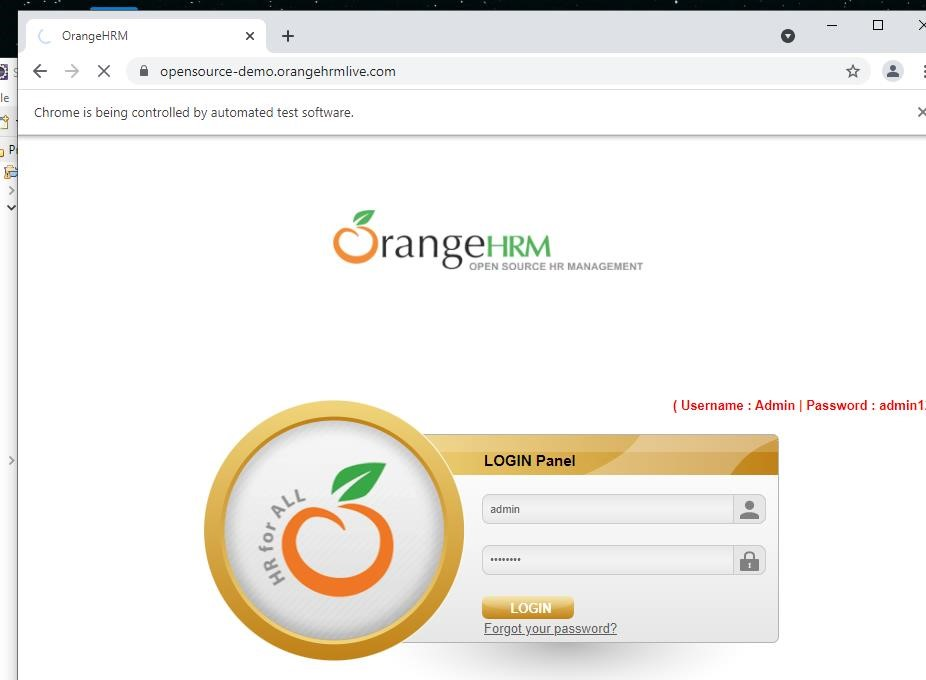 OrangeHRM
opensource-demo.orangehrmlive.com
le
Chrome is being controlled by automated test software.
OrangeHRM
OPEN SOURCE HR MANAGEMENT
( Username : Admin | Password : admin1
LOGIN Panel
HR for ALL
admin
••••••••
LOGIN
Forgot your password?